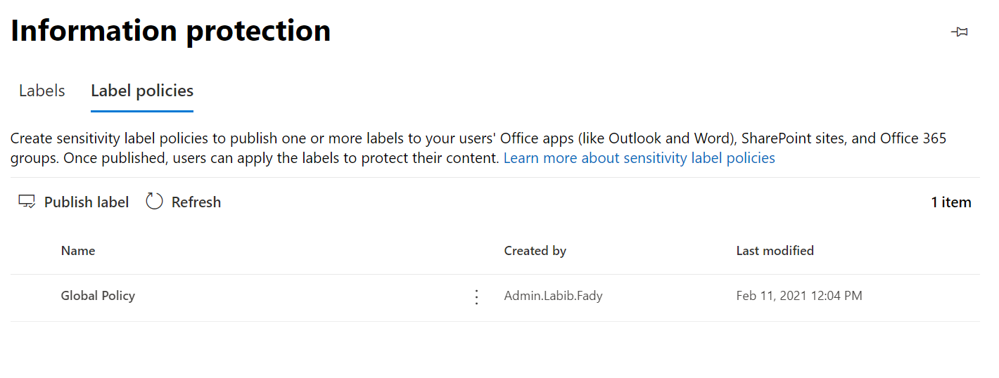 Information protection
Labels Label policies
Create sensitivity label policies to publish one or more labels to your users' Office apps (like Outlook and Word), SharePoint sites, and Office 365
groups. Once published, users can apply the labels to protect their content. Learn more about sensitivity label policies
Publish label Refresh 1 item
Name Created by Last modified
Global Policy Admin.Labib.Fady Feb 11, 2021 12:04 PM